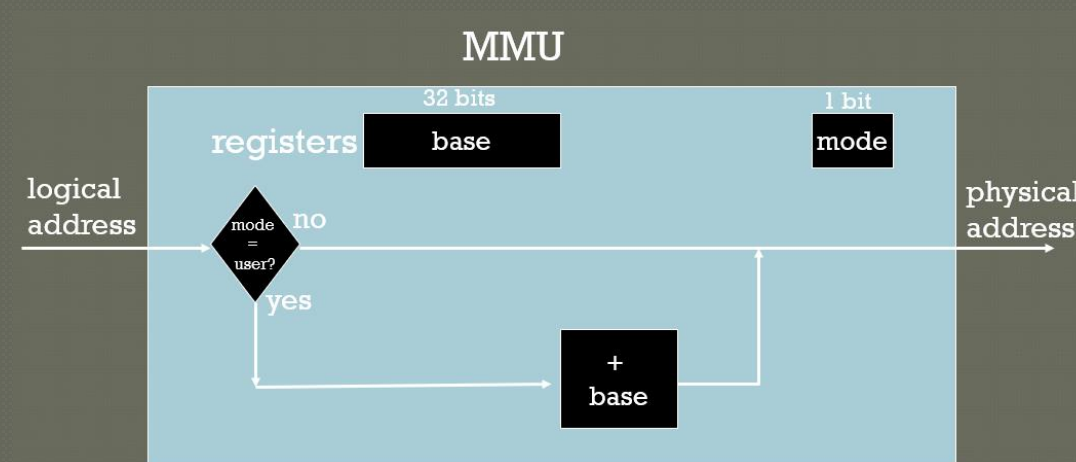 MMU
32 bits
1 bit
registers
base
mode
logical
address
physical
address
mode
=
user?
no
yes
+
base